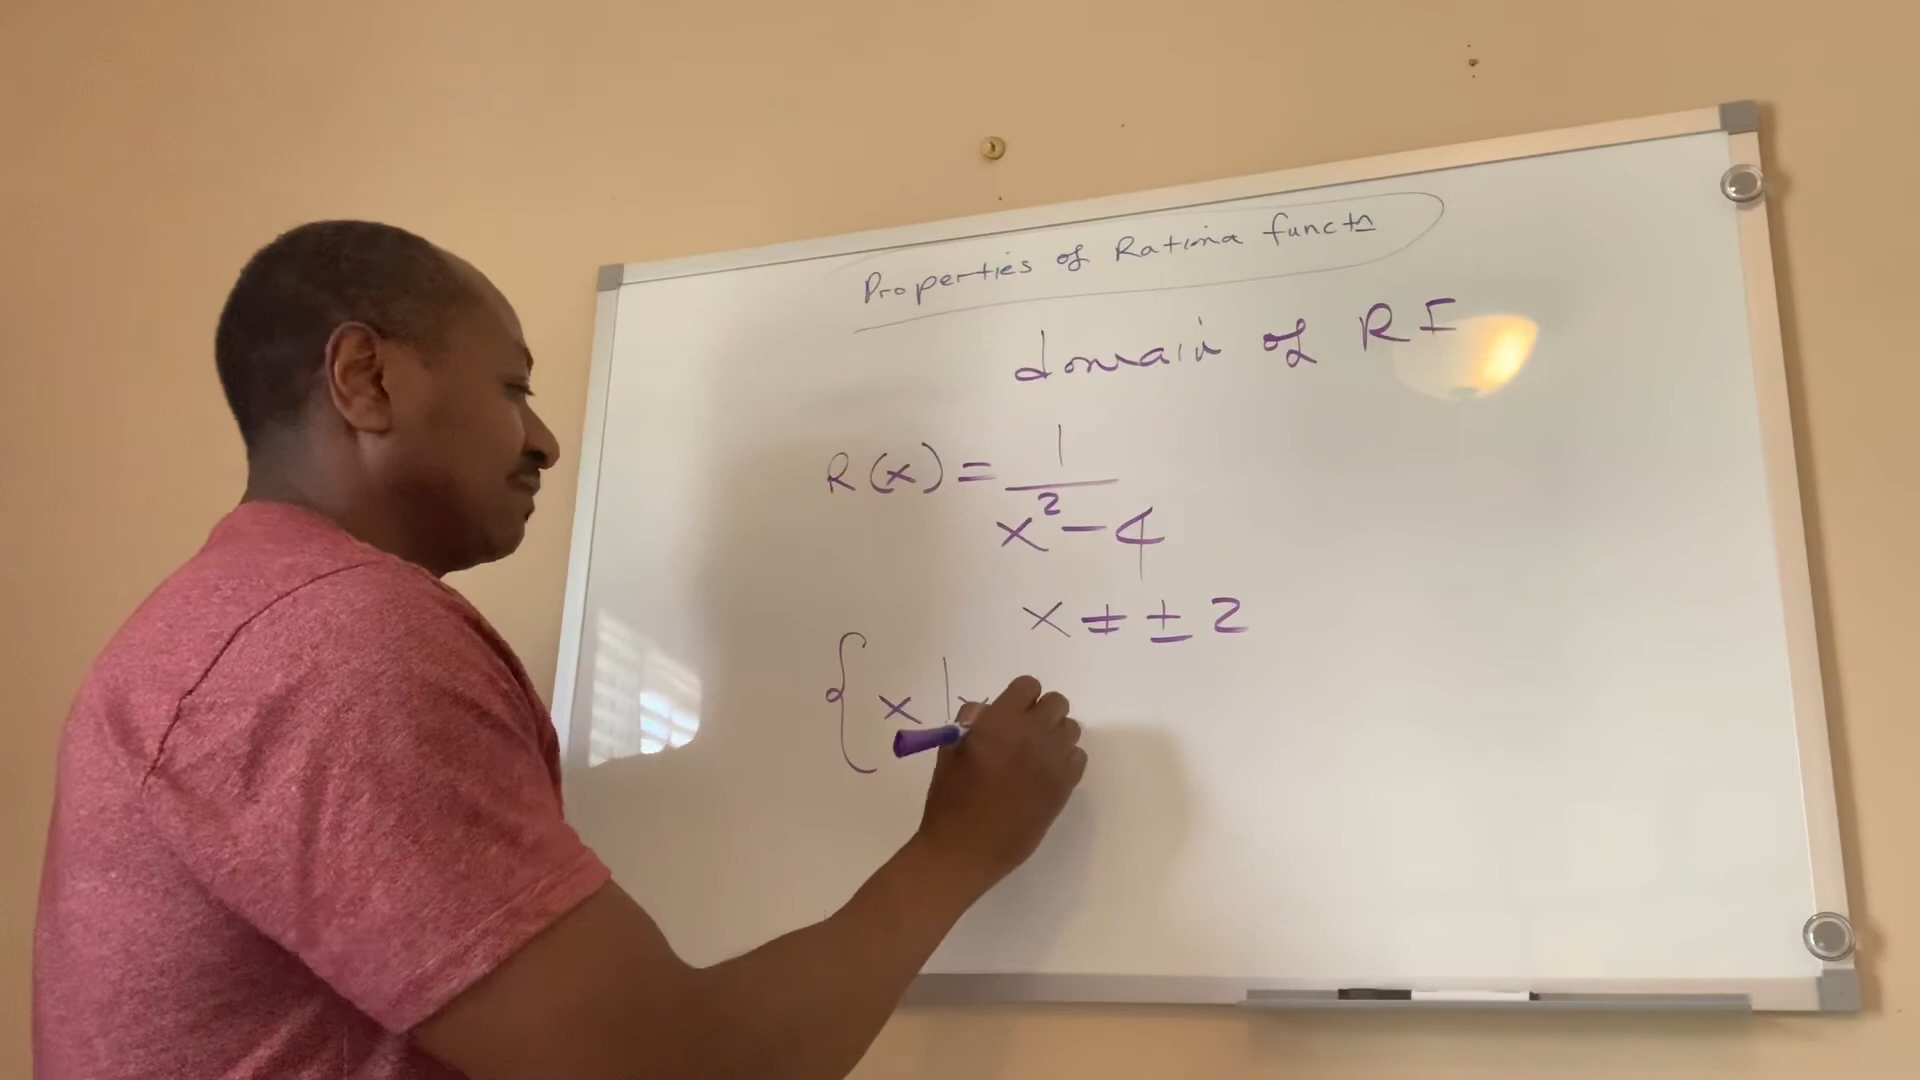 Properties of Rationa functn
domain of RF
R(x) = 1
x² - 4
x ≠ ± 2
{ x | x